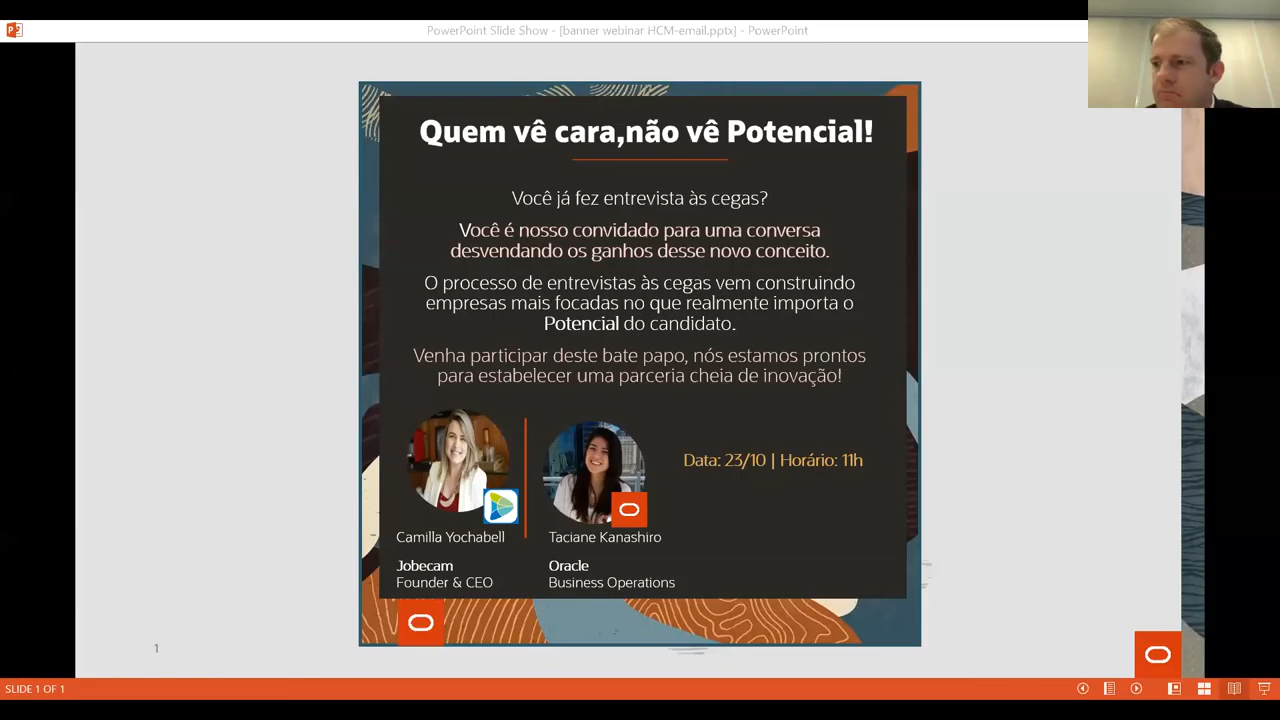 PowerPoint Slide Show - [banner webinar HCM-email.pptx] - PowerPoint
Quem vê cara,não vê Potencial!
Você já fez entrevista às cegas?
Você é nosso convidado para uma conversa
desvendando os ganhos desse novo conceito.
O processo de entrevistas às cegas vem construindo
empresas mais focadas no que realmente importa o
Potencial do candidato.
Venha participar deste bate papo, nós estamos prontos
para estabelecer uma parceria cheia de inovação!
Data: 23/10 | Horário: 11h
Camilla Yochabell
Jobecam
Founder & CEO
Taciane Kanashiro
Oracle
Business Operations
1
SLIDE 1 OF 1